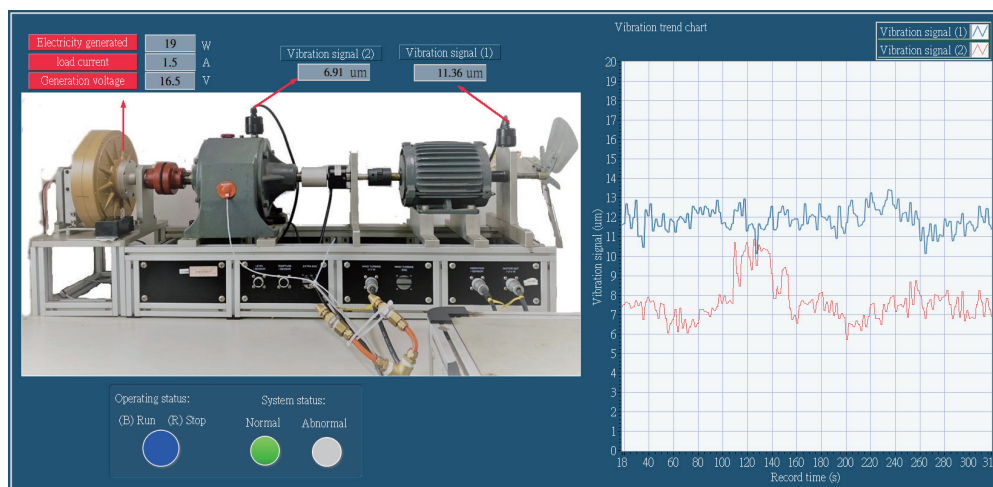 Electricity generated 19 W
load current 1.5 A
Generation voltage 16.5 V
Vibration signal (2)
6.91 um
Vibration signal (1)
11.36 um
Operating status:
(B) Run (R) Stop
System status:
Normal Abnormal
Vibration trend chart
Vibration signal (1)
Vibration signal (2)
Vibration signal (um)
20
19
18
17
16
15
14
13
12
11
10
9
8
7
6
5
4
3
2
1
0
18 40 60 80 100 120 140 160 180 200 220 240 260 280 300 31
Record time (s)